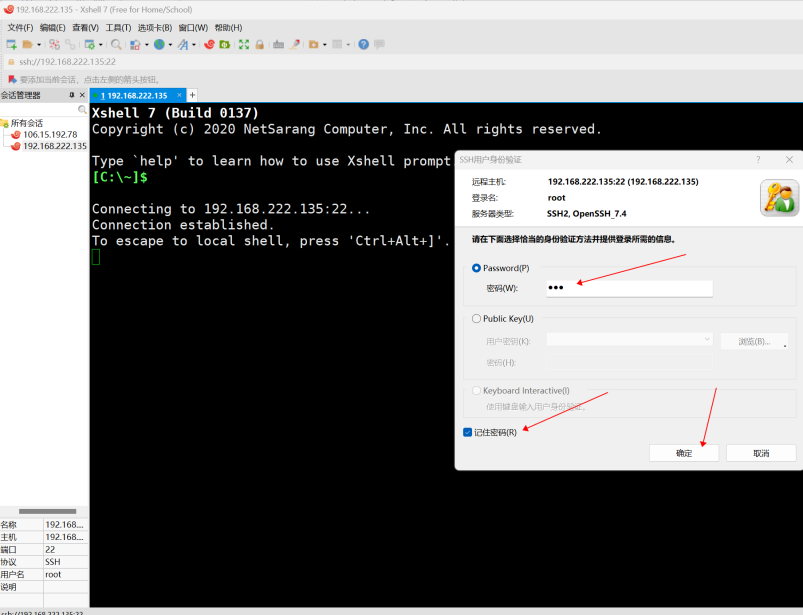 192.168.222.135 - Xshell 7 (Free for Home/School)
文件(F) 编辑(E) 查看(V) 工具(T) 选项卡(B) 窗口(W) 帮助(H)
ssh://192.168.222.135:22
要添加当前会话，点击左侧的箭头按钮。
会话管理器
1 192.168.222.135 × +
所有会话
106.15.192.78
192.168.222.135
Xshell 7 (Build 0137)
Copyright (c) 2020 NetSarang Computer, Inc. All rights reserved.
Type `help' to learn how to use Xshell prompt
[C:\~]$
Connecting to 192.168.222.135:22...
Connection established.
To escape to local shell, press 'Ctrl+Alt+]'.
SSH用户身份验证 ? ×
远程主机: 192.168.222.135:22 (192.168.222.135)
登录名: root
服务器类型: SSH2, OpenSSH_7.4
请在下面选择恰当的身份验证方法并提供登录所需的信息。
Password(P)
密码(W): •••
Public Key(U)
用户密钥(K): 浏览(B)...
密码(H):
Keyboard Interactive(I)
使用键盘输入用户身份验证。
记住密码(R)
确定 取消
名称 192.168...
主机 192.168...
端口 22
协议 SSH
用户名 root
说明
ssh://192.168.222.135:22